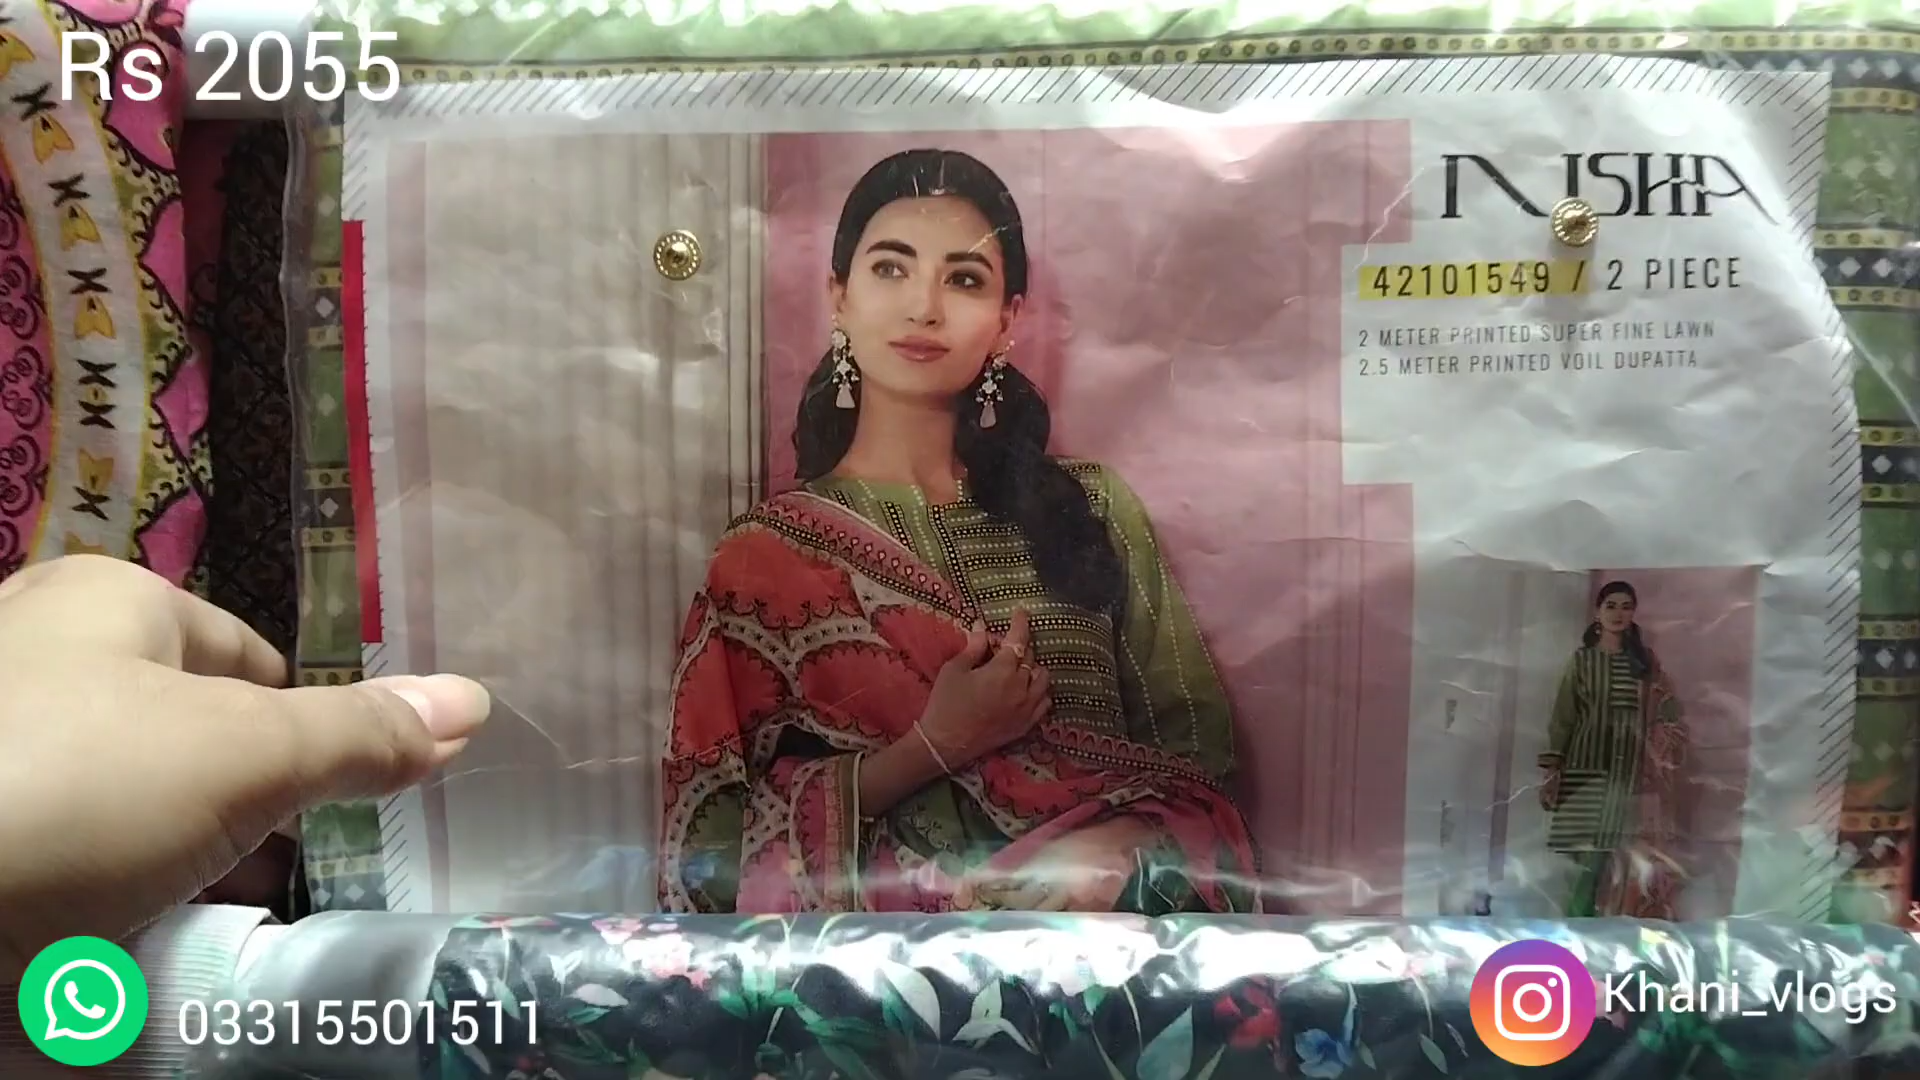 Rs 2055
NISHA
42101549 / 2 PIECE
2 METER PRINTED SUPER FINE LAWN
2.5 METER PRINTED VOIL DUPATTA
03315501511
Khani_vlogs